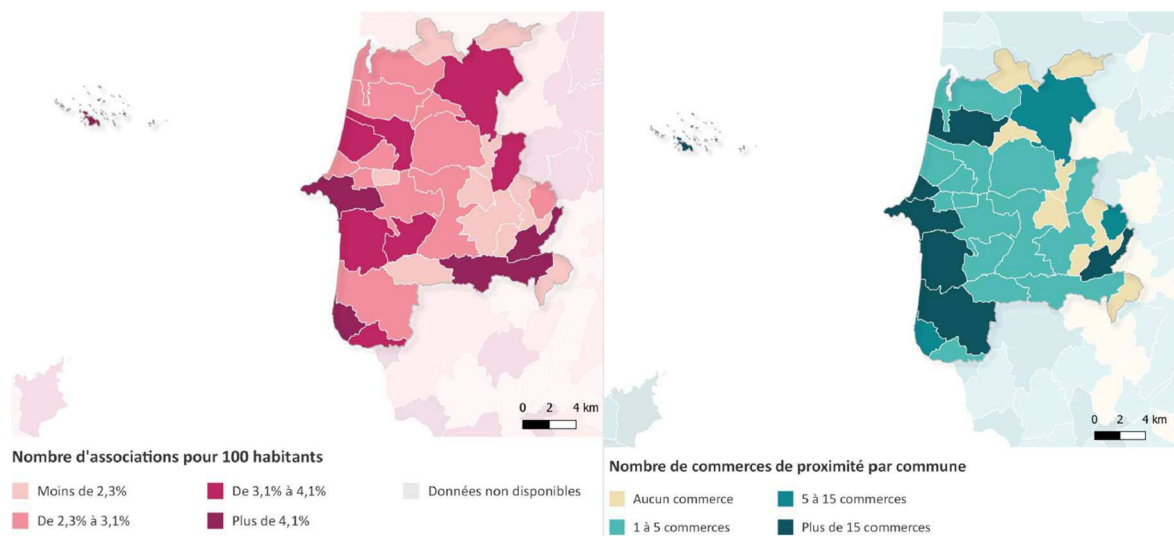 0 2 4 km
Nombre d'associations pour 100 habitants
Moins de 2,3%
De 3,1% à 4,1%
Données non disponibles
De 2,3% à 3,1%
Plus de 4,1%
0 2 4 km
Nombre de commerces de proximité par commune
Aucun commerce
5 à 15 commerces
1 à 5 commerces
Plus de 15 commerces